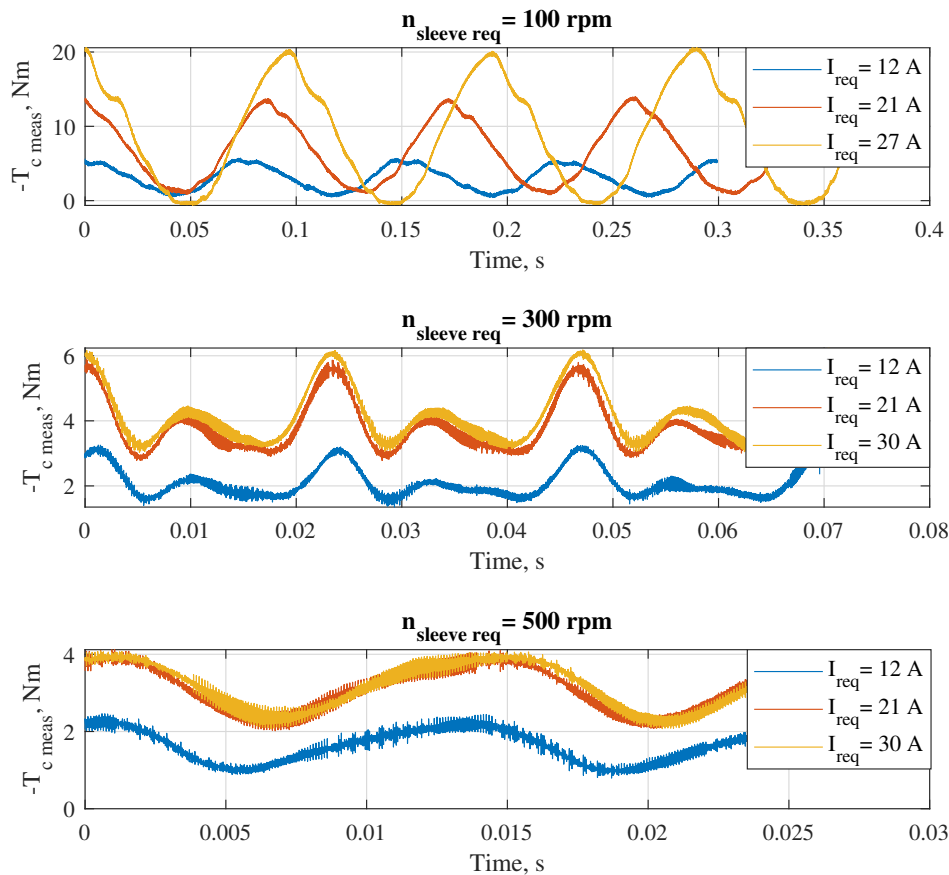 n_sleeve req = 100 rpm
-T_c meas, Nm
20
10
0
I_req = 12 A
I_req = 21 A
I_req = 27 A
0 0.05 0.1 0.15 0.2 0.25 0.3 0.35 0.4
Time, s
n_sleeve req = 300 rpm
-T_c meas, Nm
6
4
2
I_req = 12 A
I_req = 21 A
I_req = 30 A
0 0.01 0.02 0.03 0.04 0.05 0.06 0.07 0.08
Time, s
n_sleeve req = 500 rpm
-T_c meas, Nm
4
2
0
I_req = 12 A
I_req = 21 A
I_req = 30 A
0 0.005 0.01 0.015 0.02 0.025 0.03
Time, s